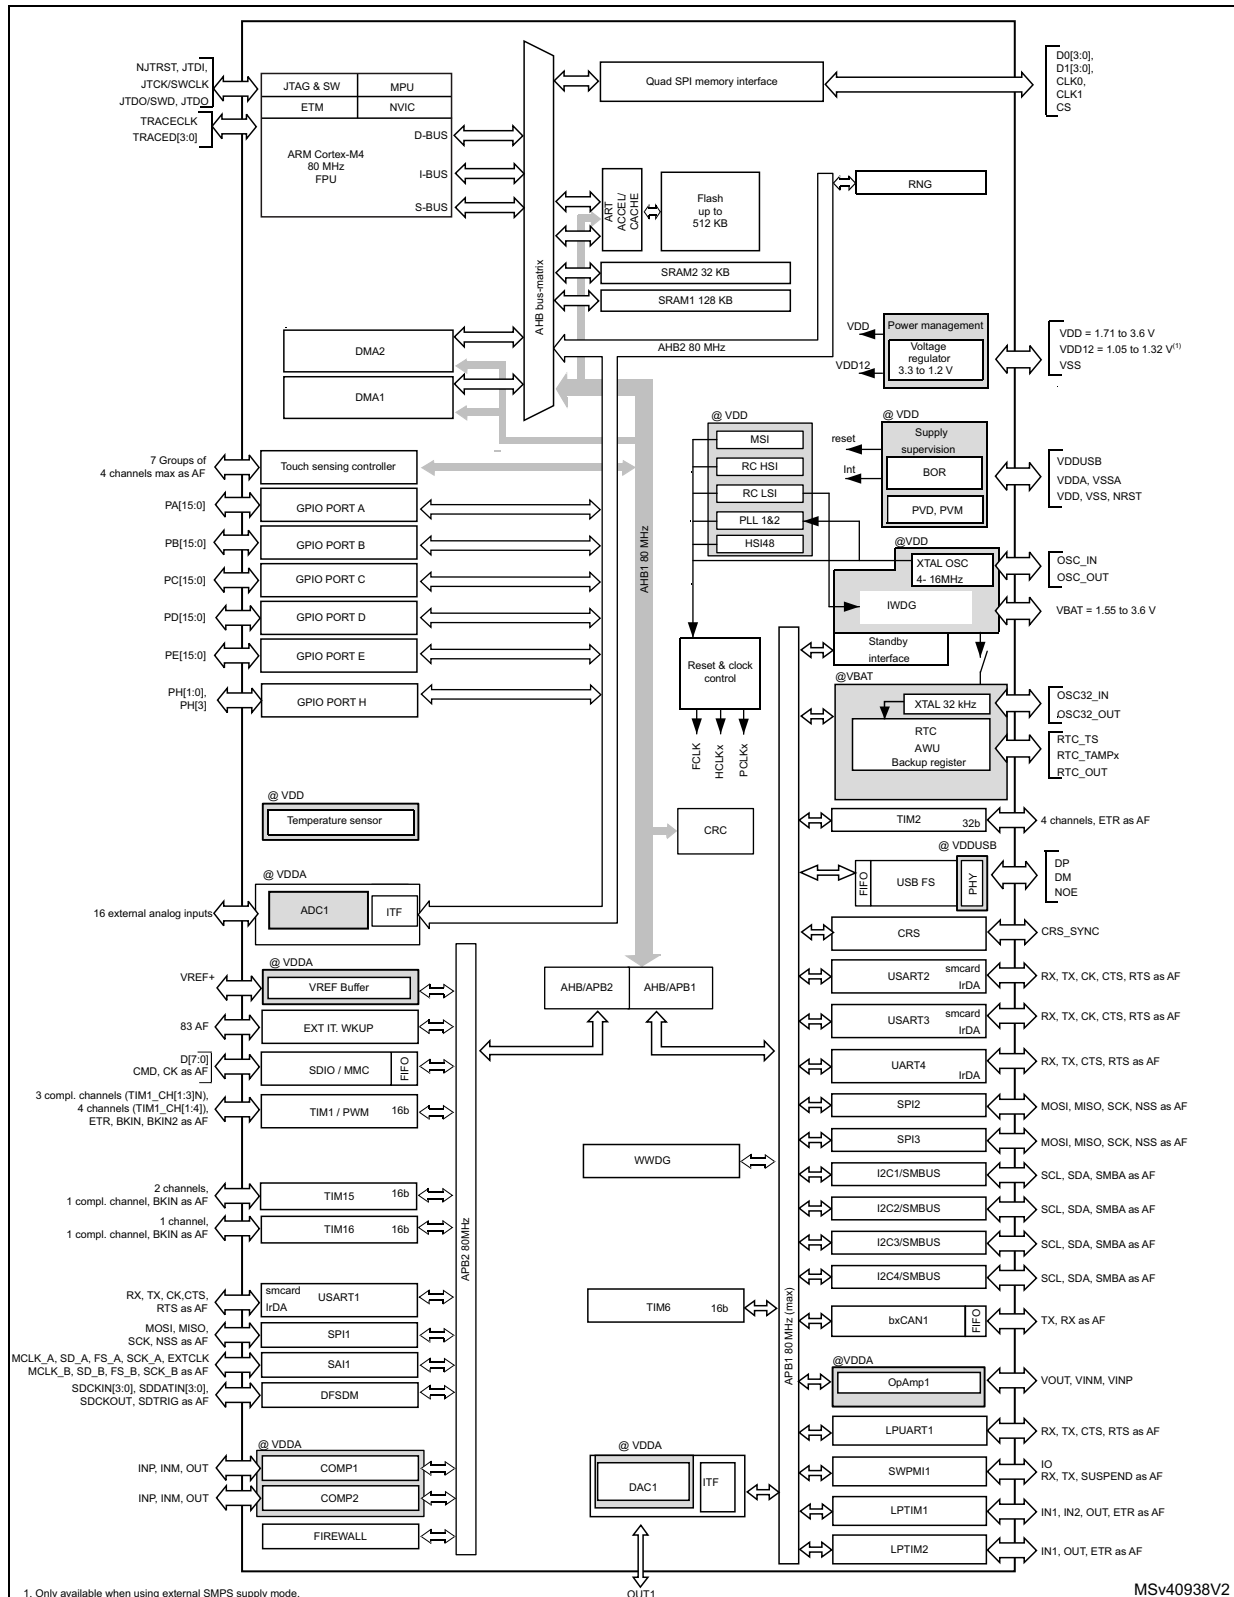 NJTRST, JTDI,
JTCK/SWCLK
JTDO/SWD, JTDO
TRACECLK
TRACED[3:0]
JTAG & SW
MPU
ETM
NVIC
ARM Cortex-M4
80 MHz
FPU
D-BUS
I-BUS
S-BUS
AHB bus-matrix
Quad SPI memory interface
D0[3:0],
D1[3:0],
CLK0,
CLK1
CS
ART
ACCEL/
CACHE
Flash
up to
512 KB
RNG
SRAM2 32 KB
SRAM1 128 KB
AHB2 80 MHz
DMA2
DMA1
VDD
Power management
Voltage
regulator
3.3 to 1.2 V
VDD12
VDD = 1.71 to 3.6 V
VDD12 = 1.05 to 1.32 V(1)
VSS
@ VDD
MSI
RC HSI
RC LSI
PLL 1&2
HSI48
@ VDD
Supply
supervision
reset
Int
BOR
PVD, PVM
VDDUSB
VDDA, VSSA
VDD, VSS, NRST
7 Groups of
4 channels max as AF
Touch sensing controller
PA[15:0]
GPIO PORT A
PB[15:0]
GPIO PORT B
PC[15:0]
GPIO PORT C
PD[15:0]
GPIO PORT D
PE[15:0]
GPIO PORT E
PH[1:0],
PH[3]
GPIO PORT H
AHB1 80 MHz
@VDD
XTAL OSC
4- 16MHz
IWDG
Standby
interface
OSC_IN
OSC_OUT
VBAT = 1.55 to 3.6 V
Reset & clock
control
FCLK
HCLKx
PCLKx
@VBAT
XTAL 32 kHz
RTC
AWU
Backup register
OSC32_IN
OSC32_OUT
RTC_TS
RTC_TAMPx
RTC_OUT
@ VDD
Temperature sensor
CRC
TIM2
32b
4 channels, ETR as AF
@ VDDUSB
FIFO
USB FS
PHY
DP
DM
NOE
@ VDDA
16 external analog inputs
ADC1
ITF
CRS
CRS_SYNC
@ VDDA
VREF+
VREF Buffer
AHB/APB2
AHB/APB1
USART2
smcard
IrDA
RX, TX, CK, CTS, RTS as AF
83 AF
EXT IT. WKUP
USART3
smcard
IrDA
RX, TX, CK, CTS, RTS as AF
D[7:0]
CMD, CK as AF
SDIO / MMC
FIFO
UART4
IrDA
RX, TX, CTS, RTS as AF
3 compl. channels (TIM1_CH[1:3]N),
4 channels (TIM1_CH[1:4]),
ETR, BKIN, BKIN2 as AF
TIM1 / PWM
16b
SPI2
MOSI, MISO, SCK, NSS as AF
SPI3
MOSI, MISO, SCK, NSS as AF
WWDG
I2C1/SMBUS
SCL, SDA, SMBA as AF
2 channels,
1 compl. channel, BKIN as AF
TIM15
16b
I2C2/SMBUS
SCL, SDA, SMBA as AF
1 channel,
1 compl. channel, BKIN as AF
TIM16
16b
I2C3/SMBUS
SCL, SDA, SMBA as AF
APB2 80MHz
I2C4/SMBUS
SCL, SDA, SMBA as AF
RX, TX, CK,CTS,
RTS as AF
smcard
IrDA
USART1
TIM6
16b
APB1 80 MHz (max)
bxCAN1
FIFO
TX, RX as AF
MOSI, MISO,
SCK, NSS as AF
SPI1
MCLK_A, SD_A, FS_A, SCK_A, EXTCLK
MCLK_B, SD_B, FS_B, SCK_B as AF
SAI1
@VDDA
OpAmp1
VOUT, VINM, VINP
SDCKIN[3:0], SDDATIN[3:0],
SDCKOUT, SDTRIG as AF
DFSDM
LPUART1
RX, TX, CTS, RTS as AF
@ VDDA
INP, INM, OUT
COMP1
INP, INM, OUT
COMP2
FIREWALL
@ VDDA
DAC1
ITF
OUT1
SWPMI1
IO
RX, TX, SUSPEND as AF
LPTIM1
IN1, IN2, OUT, ETR as AF
LPTIM2
IN1, OUT, ETR as AF
1. Only available when using external SMPS supply mode.
MSv40938V2